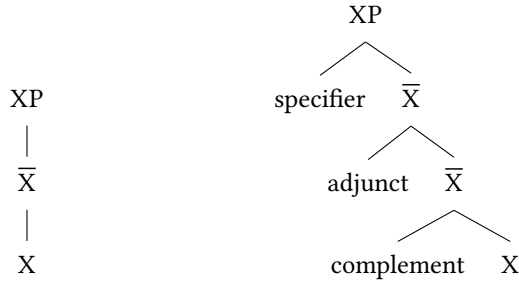 XP
XP
specifier X̅
X̅
adjunct X̅
X
complement X